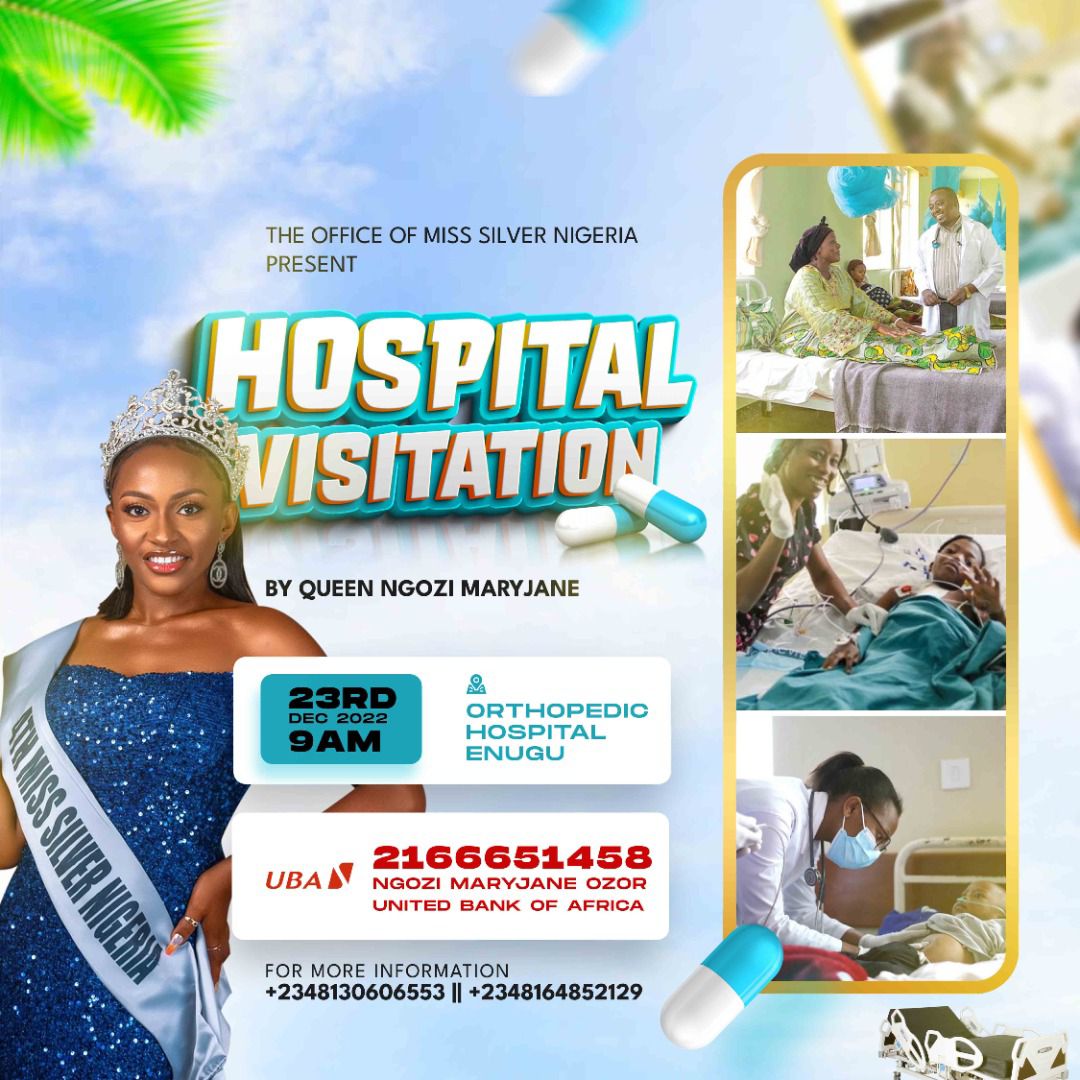 THE OFFICE OF MISS SILVER NIGERIA
PRESENT
HOSPITAL
VISITATION
BY QUEEN NGOZI MARYJANE
23RD
DEC 2022
9AM
ORTHOPEDIC
HOSPITAL
ENUGU
MISS SILVER NIGERIA
UBA
2166651458
NGOZI MARYJANE OZOR
UNITED BANK OF AFRICA
FOR MORE INFORMATION
+2348130606553 || +2348164852129